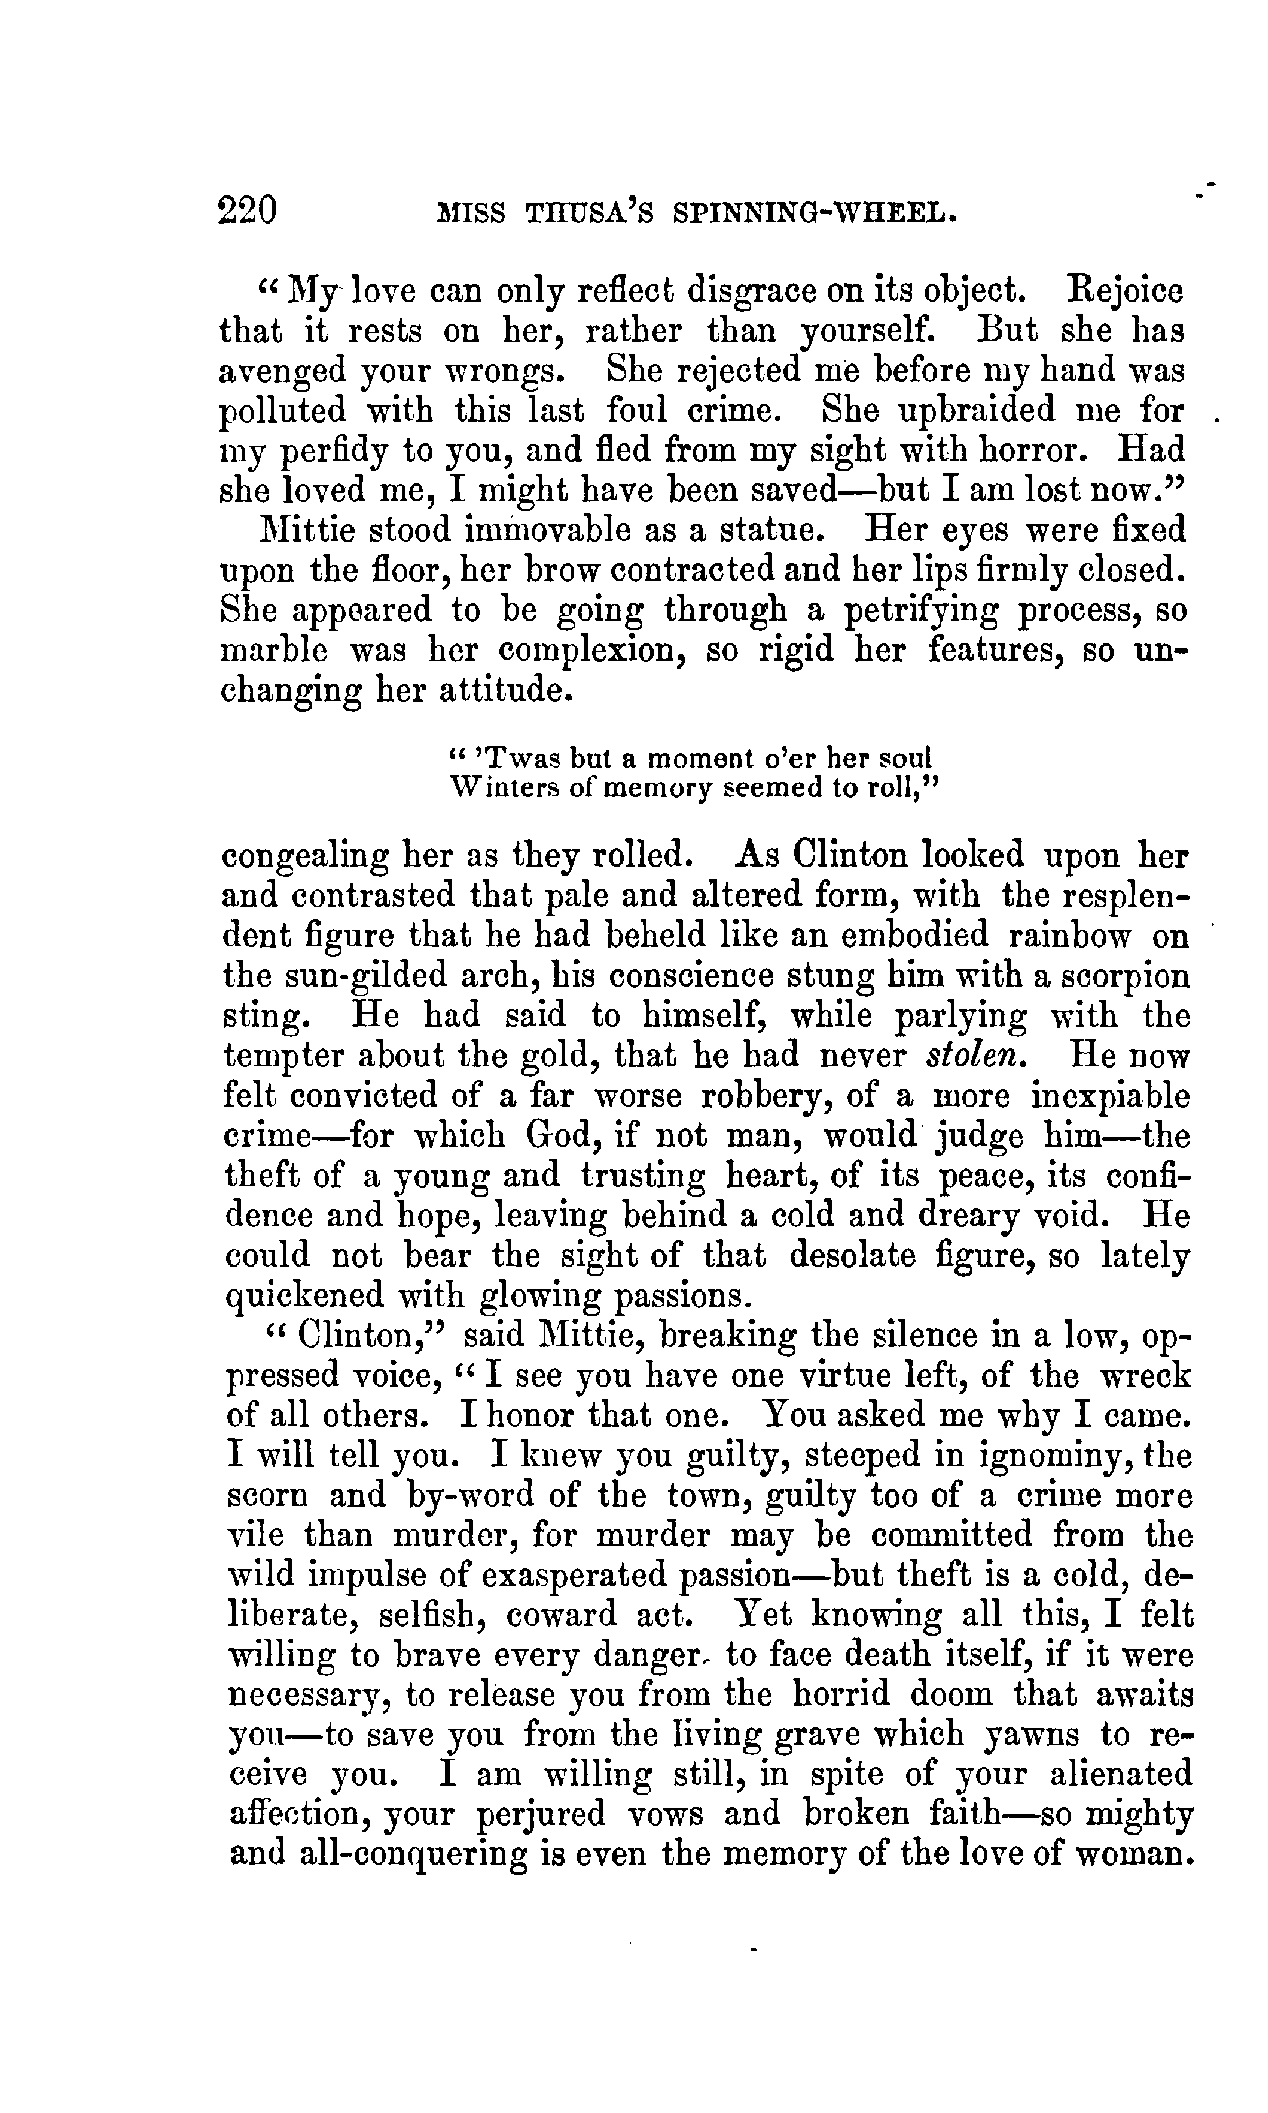 220 MISS THUSA'S SPINNING-WHEEL.
“My love can only reflect disgrace on its object. Rejoice
that it rests on her, rather than yourself. But she has
avenged your wrongs. She rejected me before my hand was
polluted with this last foul crime. She upbraided me for
my perfidy to you, and fled from my sight with horror. Had
she loved me, I might have been saved—but I am lost now.”
Mittie stood immovable as a statue. Her eyes were fixed
upon the floor, her brow contracted and her lips firmly closed.
She appeared to be going through a petrifying process, so
marble was her complexion, so rigid her features, so un-
changing her attitude.
“'Twas but a moment o'er her soul
Winters of memory seemed to roll,”
congealing her as they rolled. As Clinton looked upon her
and contrasted that pale and altered form, with the resplen-
dent figure that he had beheld like an embodied rainbow on
the sun-gilded arch, his conscience stung him with a scorpion
sting. He had said to himself, while parlying with the
tempter about the gold, that he had never stolen. He now
felt convicted of a far worse robbery, of a more inexpiable
crime—for which God, if not man, would judge him—the
theft of a young and trusting heart, of its peace, its confi-
dence and hope, leaving behind a cold and dreary void. He
could not bear the sight of that desolate figure, so lately
quickened with glowing passions.
“Clinton,” said Mittie, breaking the silence in a low, op-
pressed voice, “I see you have one virtue left, of the wreck
of all others. I honor that one. You asked me why I came.
I will tell you. I knew you guilty, steeped in ignominy, the
scorn and by-word of the town, guilty too of a crime more
vile than murder, for murder may be committed from the
wild impulse of exasperated passion—but theft is a cold, de-
liberate, selfish, coward act. Yet knowing all this, I felt
willing to brave every danger, to face death itself, if it were
necessary, to release you from the horrid doom that awaits
you—to save you from the living grave which yawns to re-
ceive you. I am willing still, in spite of your alienated
affection, your perjured vows and broken faith—so mighty
and all-conquering is even the memory of the love of woman.